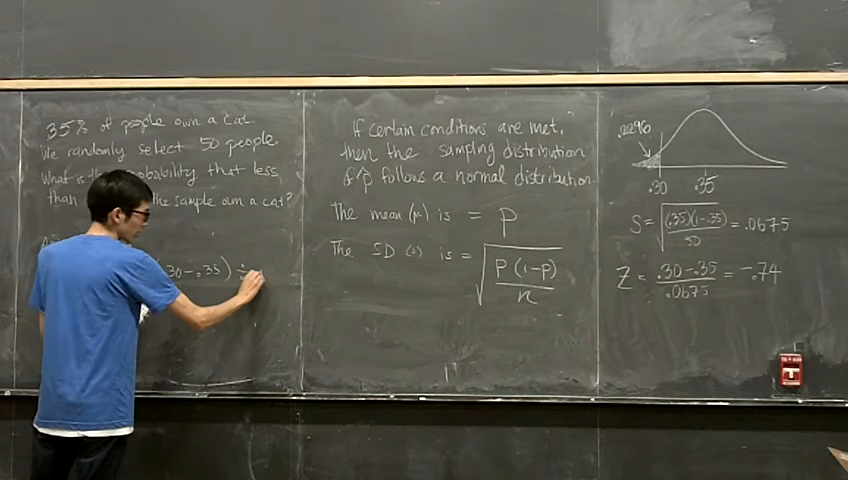 35% of people own a cat.
We randomly select 50 people.
What is the probability that less
than the sample own a cat?
.30-.35) ÷
If certain conditions are met,
then the sampling distribution
of p̂ follows a normal distribution.
The mean (μ) is = p
The SD is = √(P(1-p)/n)
.30 .35
S = √((.35)(1-.35)/50) = .0675
Z = (.30-.35)/.0675 = -.74